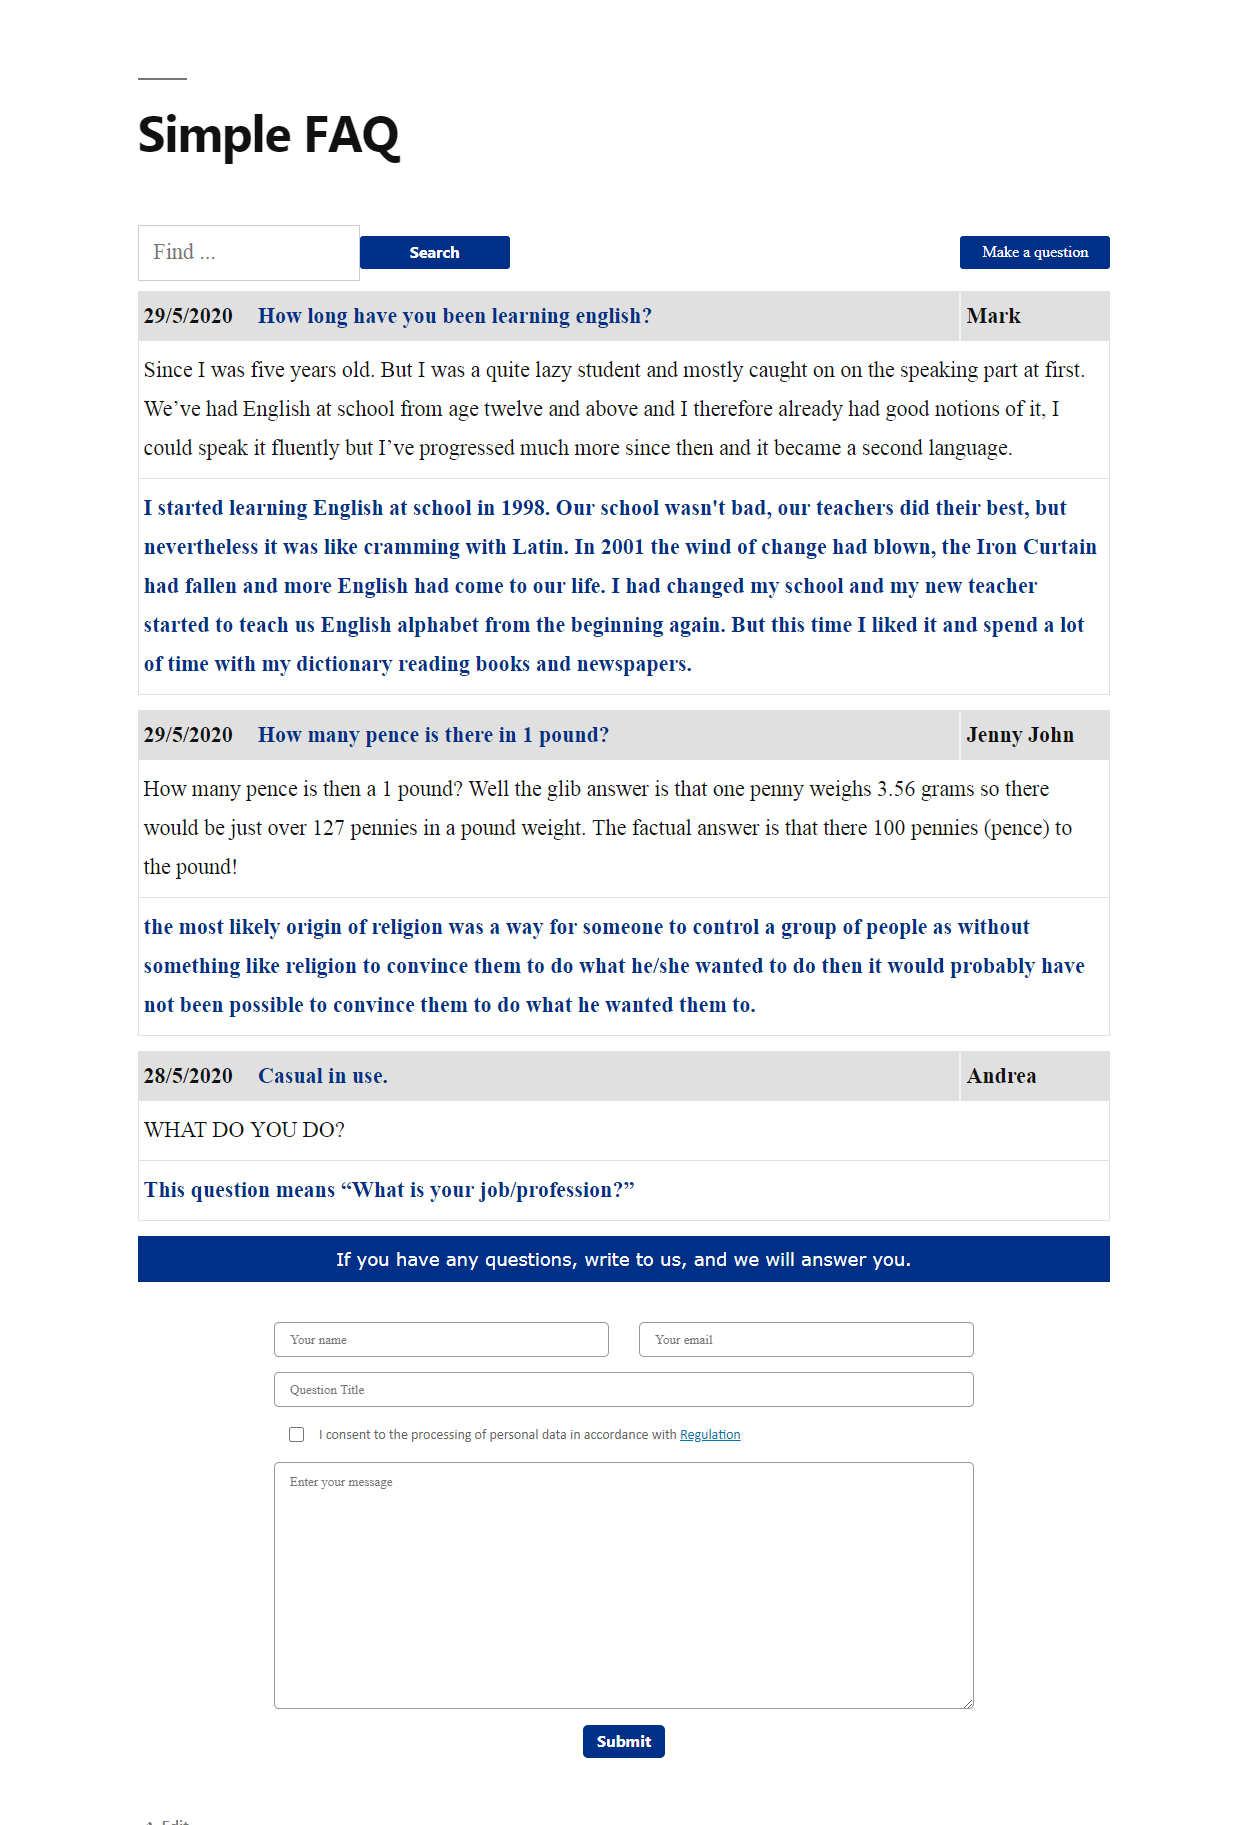 Simple FAQ
Find ...
Search
Make a question
29/5/2020 How long have you been learning english? Mark
Since I was five years old. But I was a quite lazy student and mostly caught on on the speaking part at first.
We’ve had English at school from age twelve and above and I therefore already had good notions of it, I
could speak it fluently but I’ve progressed much more since then and it became a second language.
I started learning English at school in 1998. Our school wasn't bad, our teachers did their best, but
nevertheless it was like cramming with Latin. In 2001 the wind of change had blown, the Iron Curtain
had fallen and more English had come to our life. I had changed my school and my new teacher
started to teach us English alphabet from the beginning again. But this time I liked it and spend a lot
of time with my dictionary reading books and newspapers.
29/5/2020 How many pence is there in 1 pound? Jenny John
How many pence is then a 1 pound? Well the glib answer is that one penny weighs 3.56 grams so there
would be just over 127 pennies in a pound weight. The factual answer is that there 100 pennies (pence) to
the pound!
the most likely origin of religion was a way for someone to control a group of people as without
something like religion to convince them to do what he/she wanted to do then it would probably have
not been possible to convince them to do what he wanted them to.
28/5/2020 Casual in use. Andrea
WHAT DO YOU DO?
This question means “What is your job/profession?”
If you have any questions, write to us, and we will answer you.
Your name
Your email
Question Title
I consent to the processing of personal data in accordance with Regulation
Enter your message
Submit
Edit